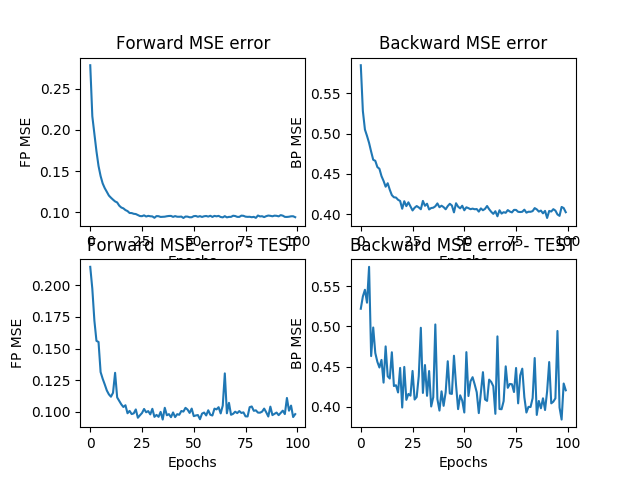 Forward MSE error
Backward MSE error
FP MSE
0.25
0.20
0.15
0.10
0 25 50 75 100
Epochs
BP MSE
0.55
0.50
0.45
0.40
0 25 50 75 100
Epochs
Forward MSE error - TEST
Backward MSE error - TEST
FP MSE
0.200
0.175
0.150
0.125
0.100
0 25 50 75 100
Epochs
BP MSE
0.55
0.50
0.45
0.40
0 25 50 75 100
Epochs